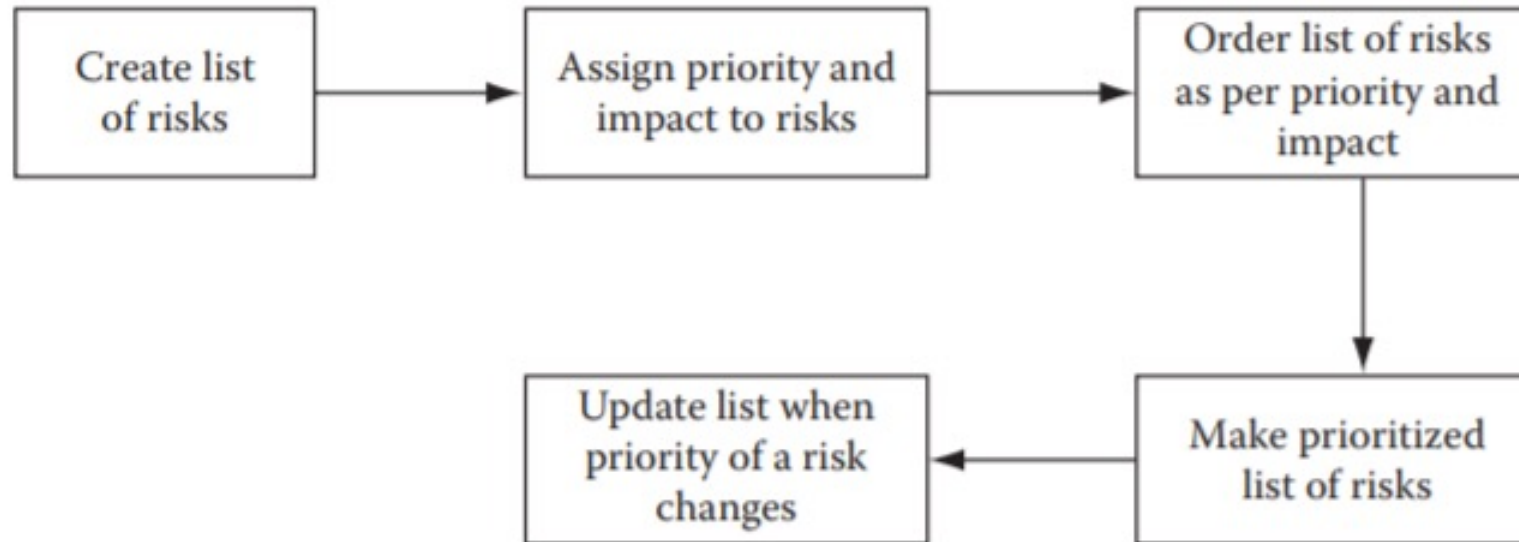 Create list
of risks
Assign priority and
impact to risks
Order list of risks
as per priority and
impact
Make prioritized
list of risks
Update list when
priority of a risk
changes